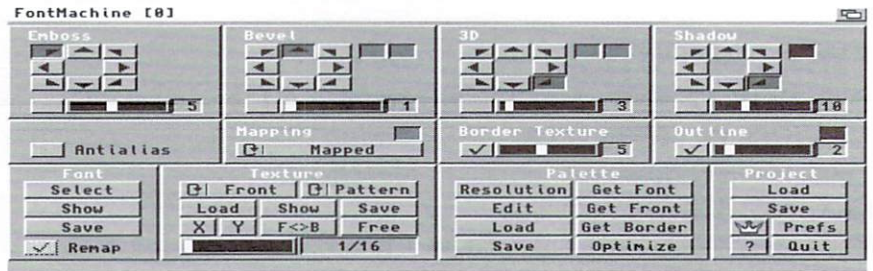 FontMachine [0]
Emboss Bevel 3D Shadow
5 1 3 10
Antialias
Mapping
Mapped
Border Texture
5
Outline
2
Font
Select
Show
Save
Remap
Texture
Front Pattern
Load Show Save
X Y F<>B Free
1/16
Palette
Resolution Get Font
Edit Get Front
Load Get Border
Save Optimize
Project
Load
Save
Prefs
? Quit